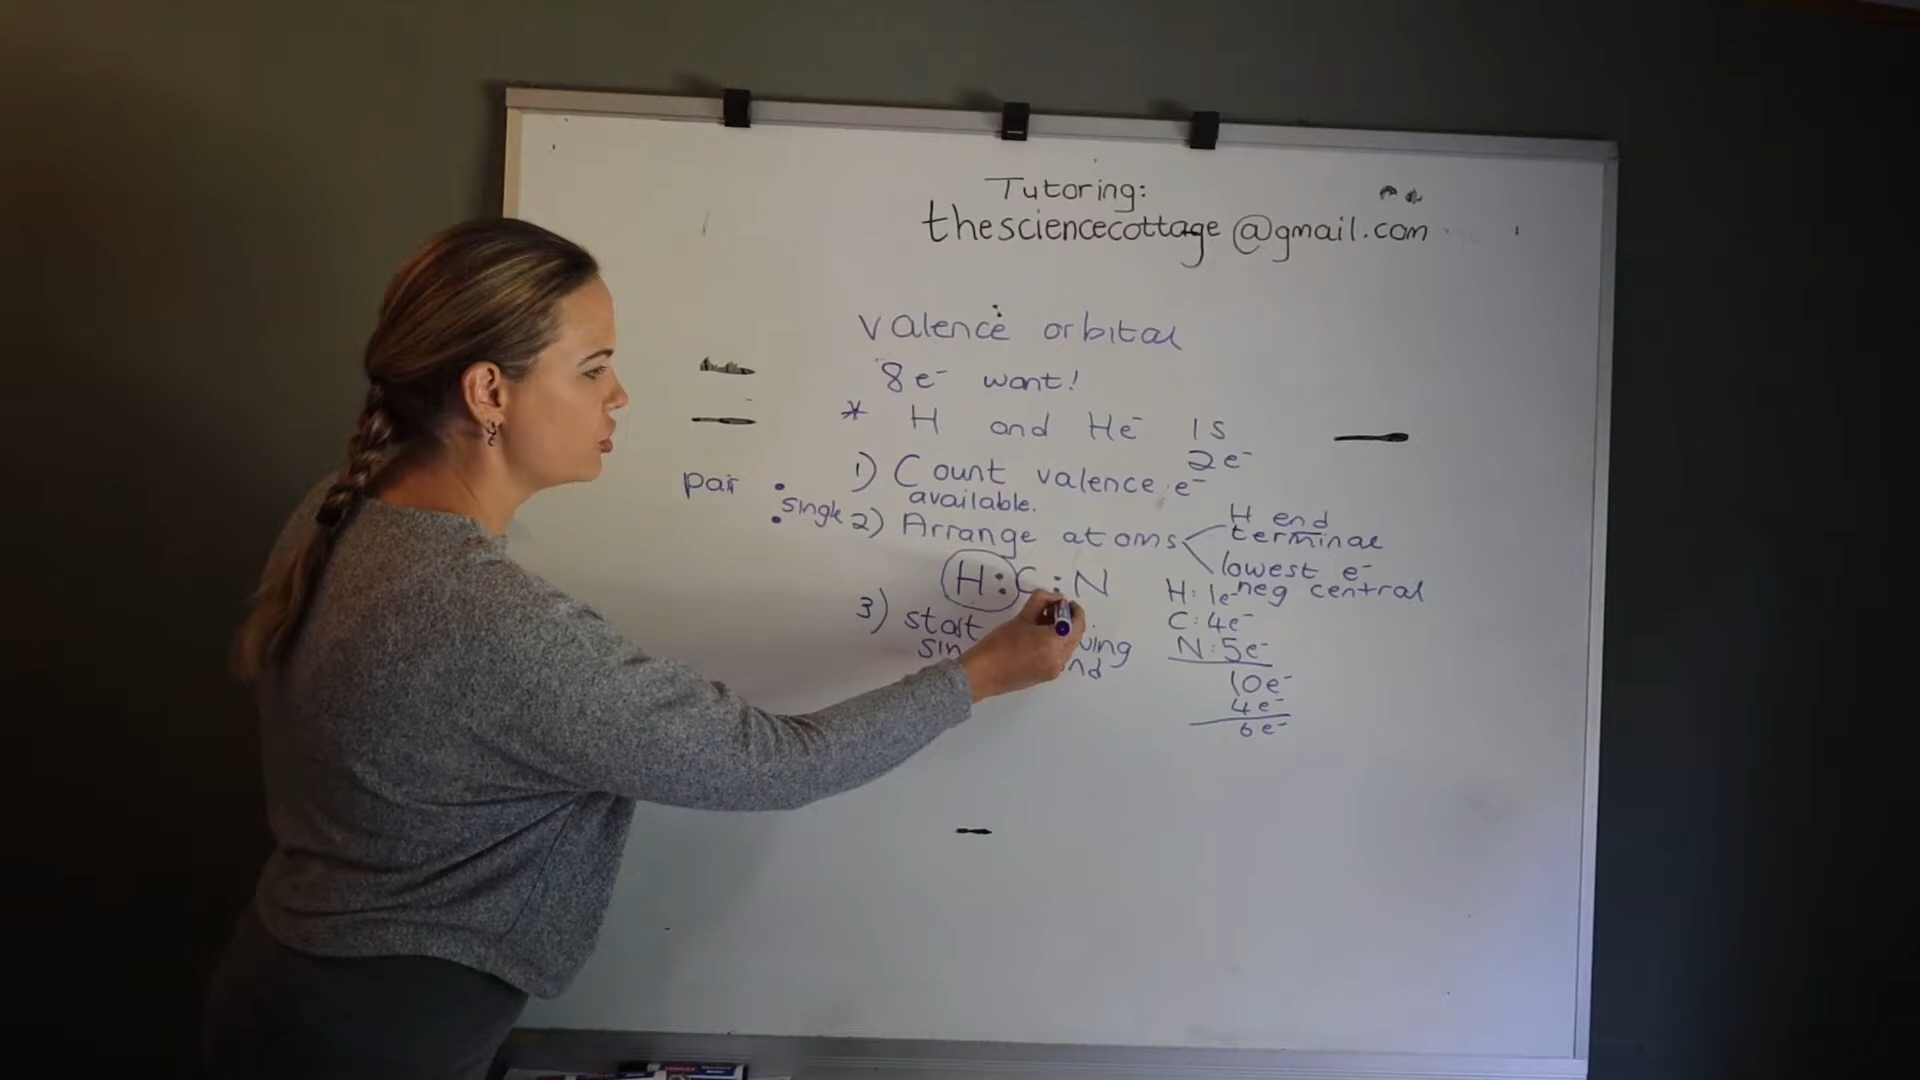 Tutoring:
thesciencecottage@gmail.com
valence orbital
8e⁻ want!
* H and He 1s
2e⁻
1) Count valence e⁻
available.
pair : single
2) Arrange atoms
H end
terminal
lowest e⁻
neg central
H:C:N
3) start
H: 1e⁻
C: 4e⁻
N: 5e⁻
10e⁻
4e⁻
6e⁻